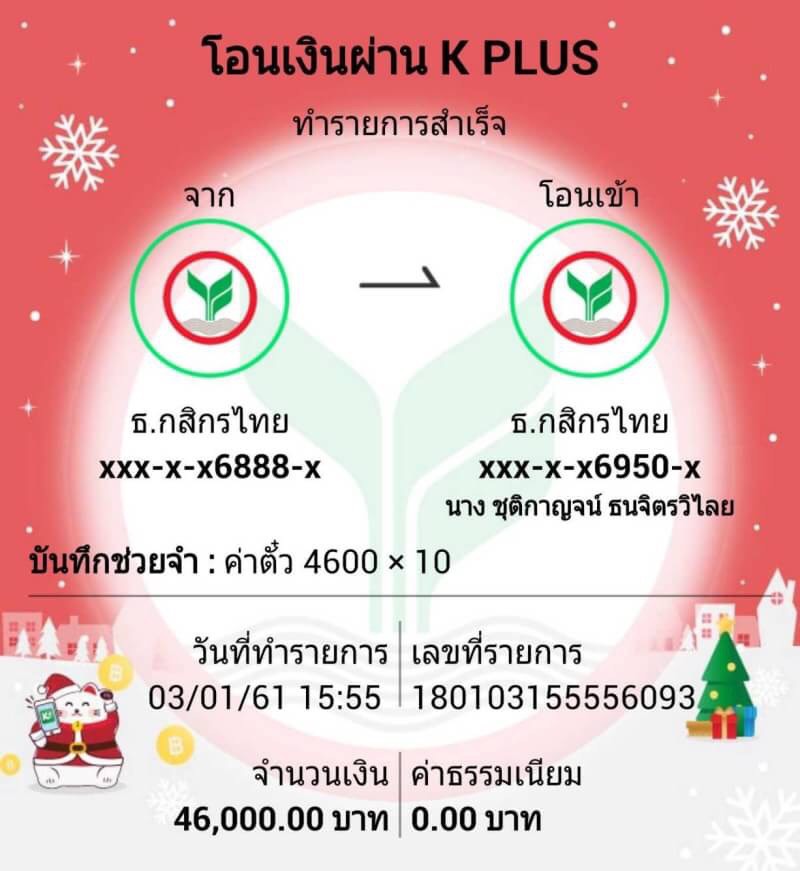 โอนเงินผ่าน K PLUS
ทำรายการสำเร็จ
จาก
โอนเข้า
ธ.กสิกรไทย
xxx-x-x6888-x
ธ.กสิกรไทย
xxx-x-x6950-x
นาง ชุติกาญจน์ ธนจิตรวิไลย
บันทึกช่วยจำ : ค่าตั๋ว 4600 × 10
วันที่ทำรายการ
03/01/61 15:55
เลขที่รายการ
180103155556093
จำนวนเงิน
46,000.00 บาท
ค่าธรรมเนียม
0.00 บาท